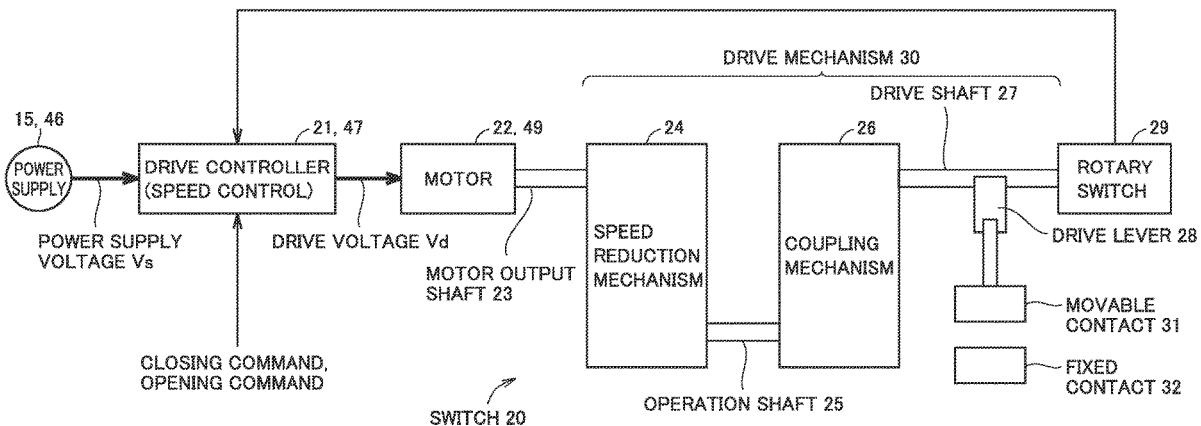 DRIVE MECHANISM 30
DRIVE SHAFT 27
15, 46
21, 47
22, 49
24
26
29
POWER
SUPPLY
DRIVE CONTROLLER
(SPEED CONTROL)
MOTOR
ROTARY
SWITCH
POWER SUPPLY
VOLTAGE Vs
DRIVE VOLTAGE Vd
MOTOR OUTPUT
SHAFT 23
SPEED
REDUCTION
MECHANISM
COUPLING
MECHANISM
DRIVE LEVER 28
MOVABLE
CONTACT 31
CLOSING COMMAND,
OPENING COMMAND
FIXED
CONTACT 32
OPERATION SHAFT 25
SWITCH 20